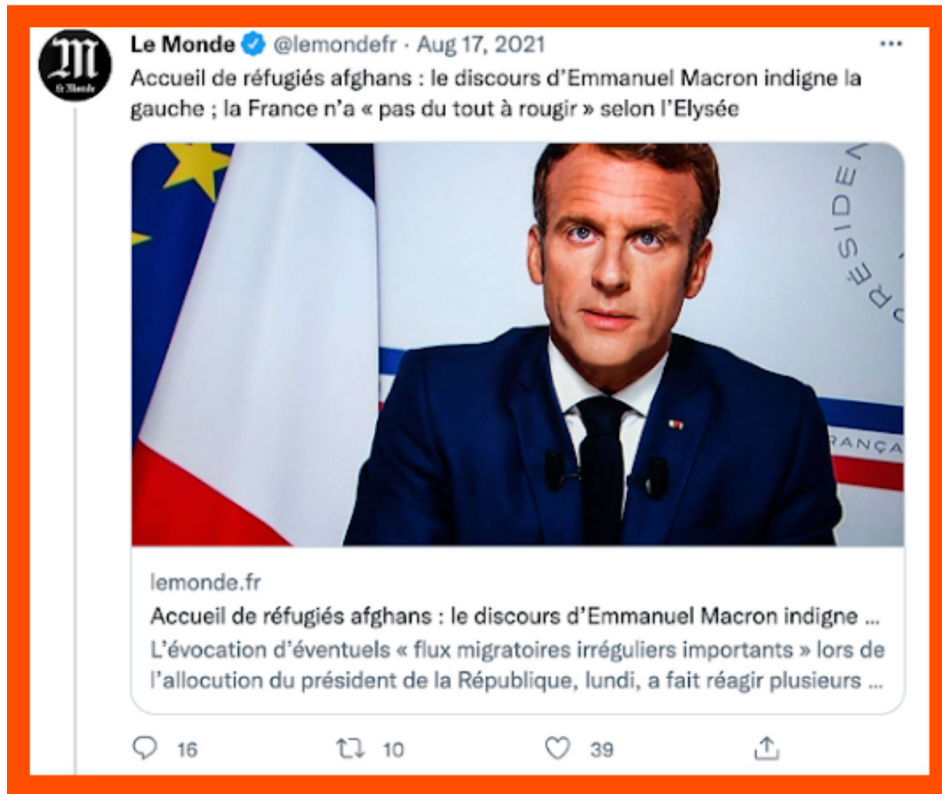 Le Monde @lemondefr · Aug 17, 2021
Accueil de réfugiés afghans : le discours d’Emmanuel Macron indigne la
gauche ; la France n’a « pas du tout à rougir » selon l’Elysée
M
Le Monde
PRÉSIDEN
RANÇA
lemonde.fr
Accueil de réfugiés afghans : le discours d’Emmanuel Macron indigne ...
L’évocation d’éventuels « flux migratoires irréguliers importants » lors de
l’allocution du président de la République, lundi, a fait réagir plusieurs ...
16 10 39